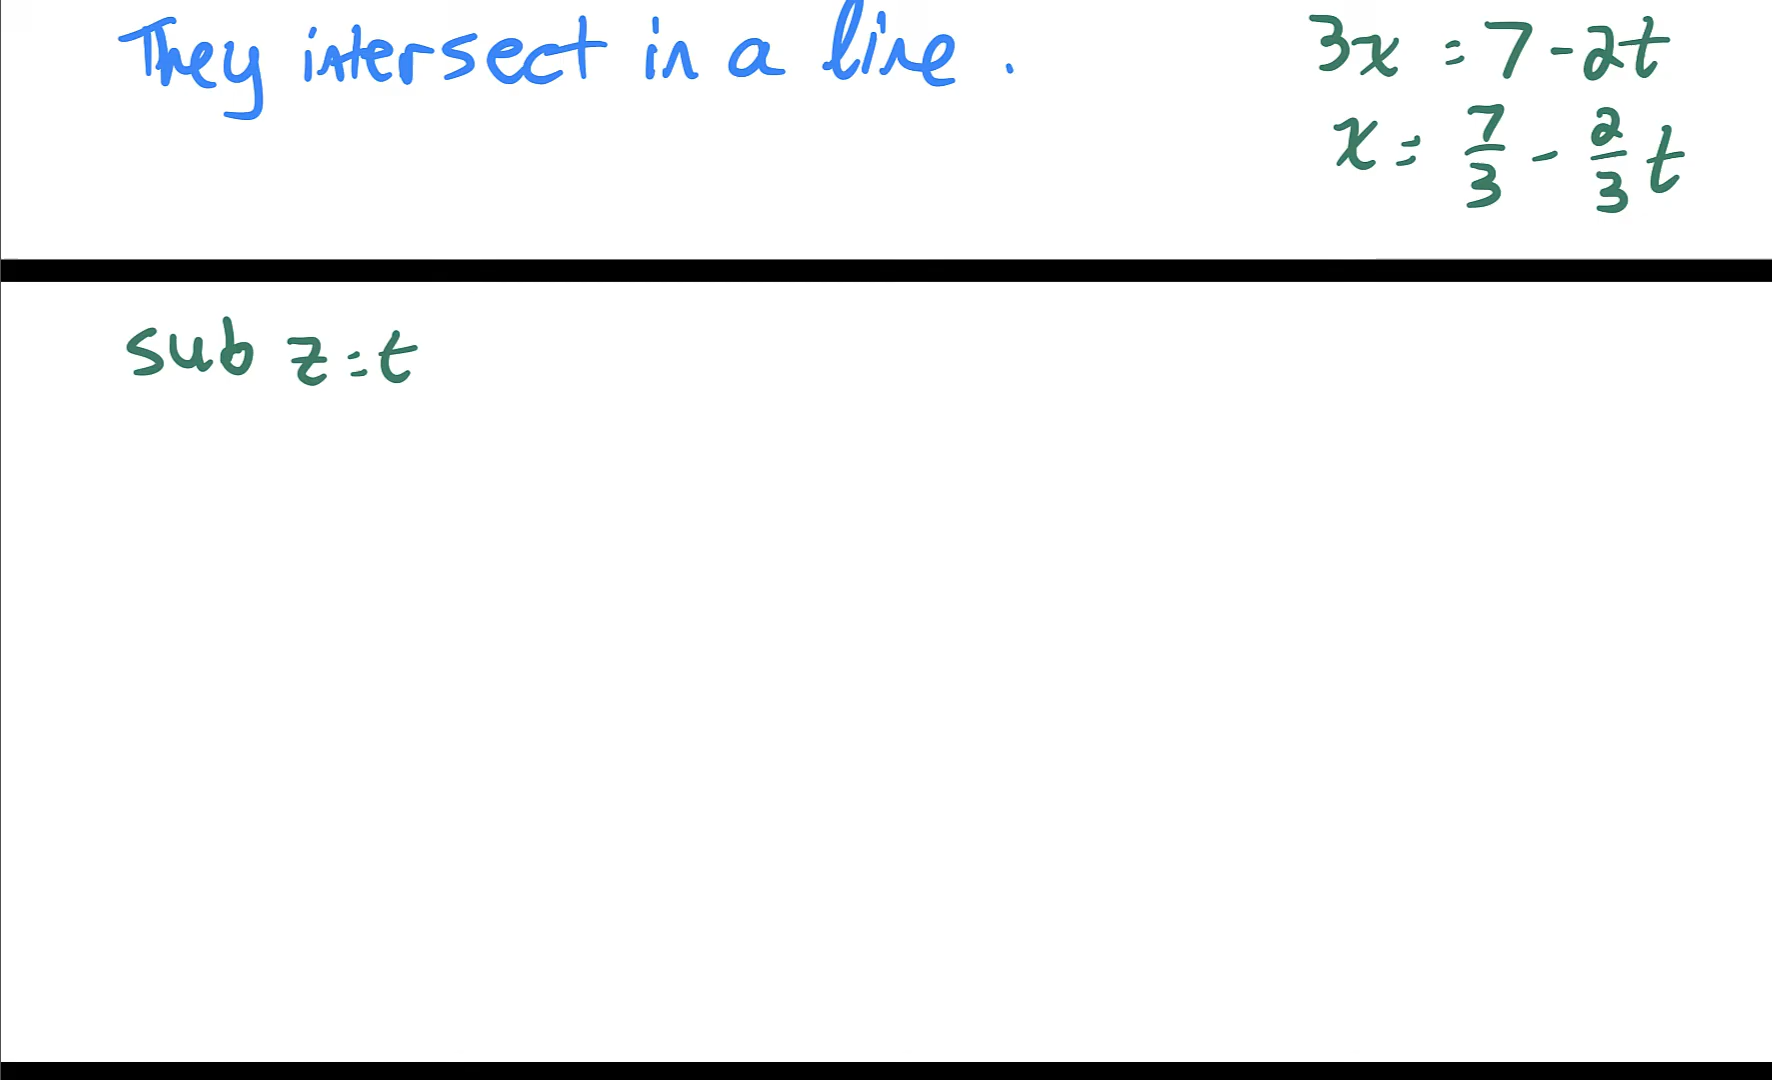 They intersect in a line.
3x = 7 - 2t
x = 7/3 - 2/3 t
sub z = t